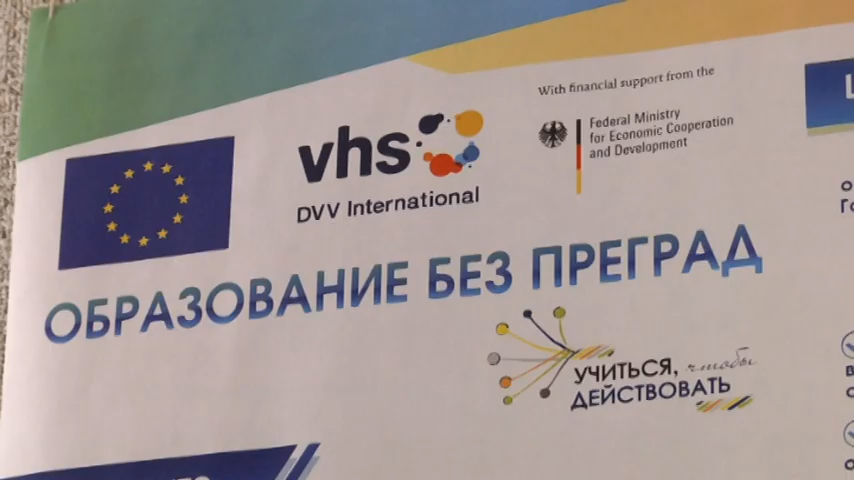 With financial support from the
vhs
DVV International
Federal Ministry
for Economic Cooperation
and Development
ОБРАЗОВАНИЕ БЕЗ ПРЕГРАД
УЧИТЬСЯ, чтобы
ДЕЙСТВОВАТЬ